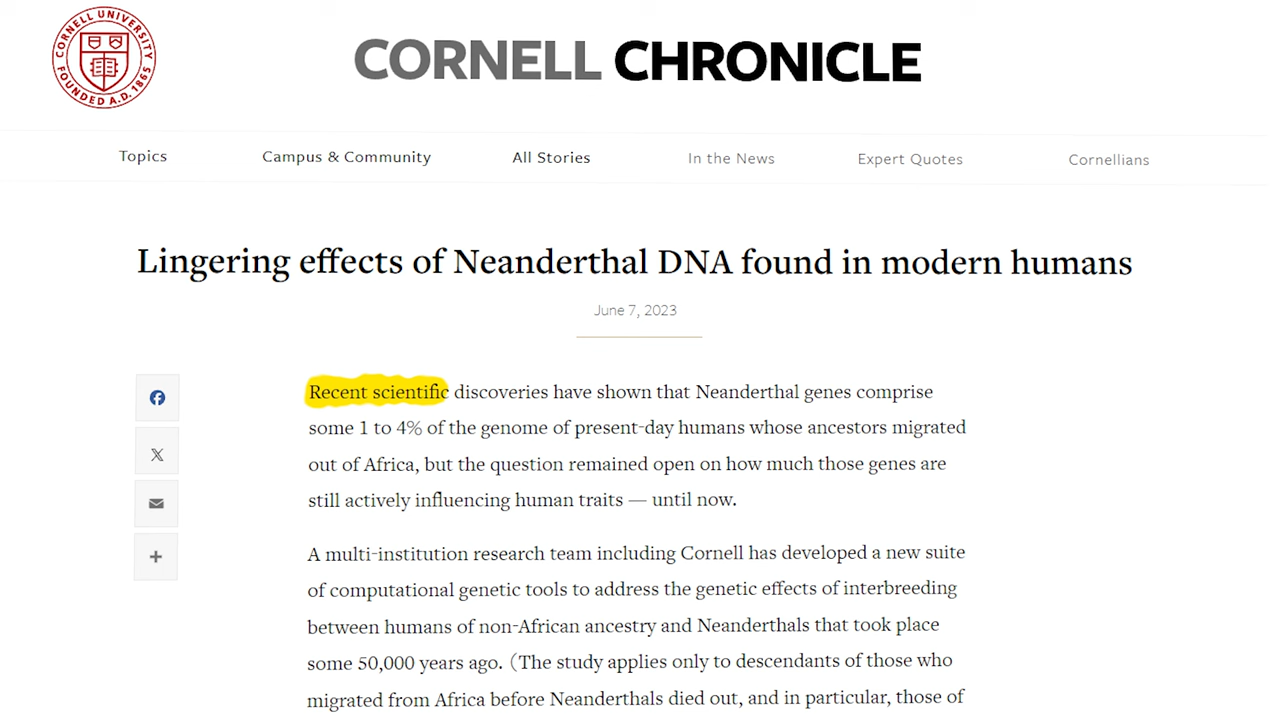 CORNELL UNIVERSITY
FOUNDED A.D. 1865
CORNELL CHRONICLE
Topics
Campus & Community
All Stories
In the News
Expert Quotes
Cornellians
Lingering effects of Neanderthal DNA found in modern humans
June 7, 2023
Recent scientific discoveries have shown that Neanderthal genes comprise
some 1 to 4% of the genome of present-day humans whose ancestors migrated
out of Africa, but the question remained open on how much those genes are
still actively influencing human traits — until now.
A multi-institution research team including Cornell has developed a new suite
of computational genetic tools to address the genetic effects of interbreeding
between humans of non-African ancestry and Neanderthals that took place
some 50,000 years ago. (The study applies only to descendants of those who
migrated from Africa before Neanderthals died out, and in particular, those of